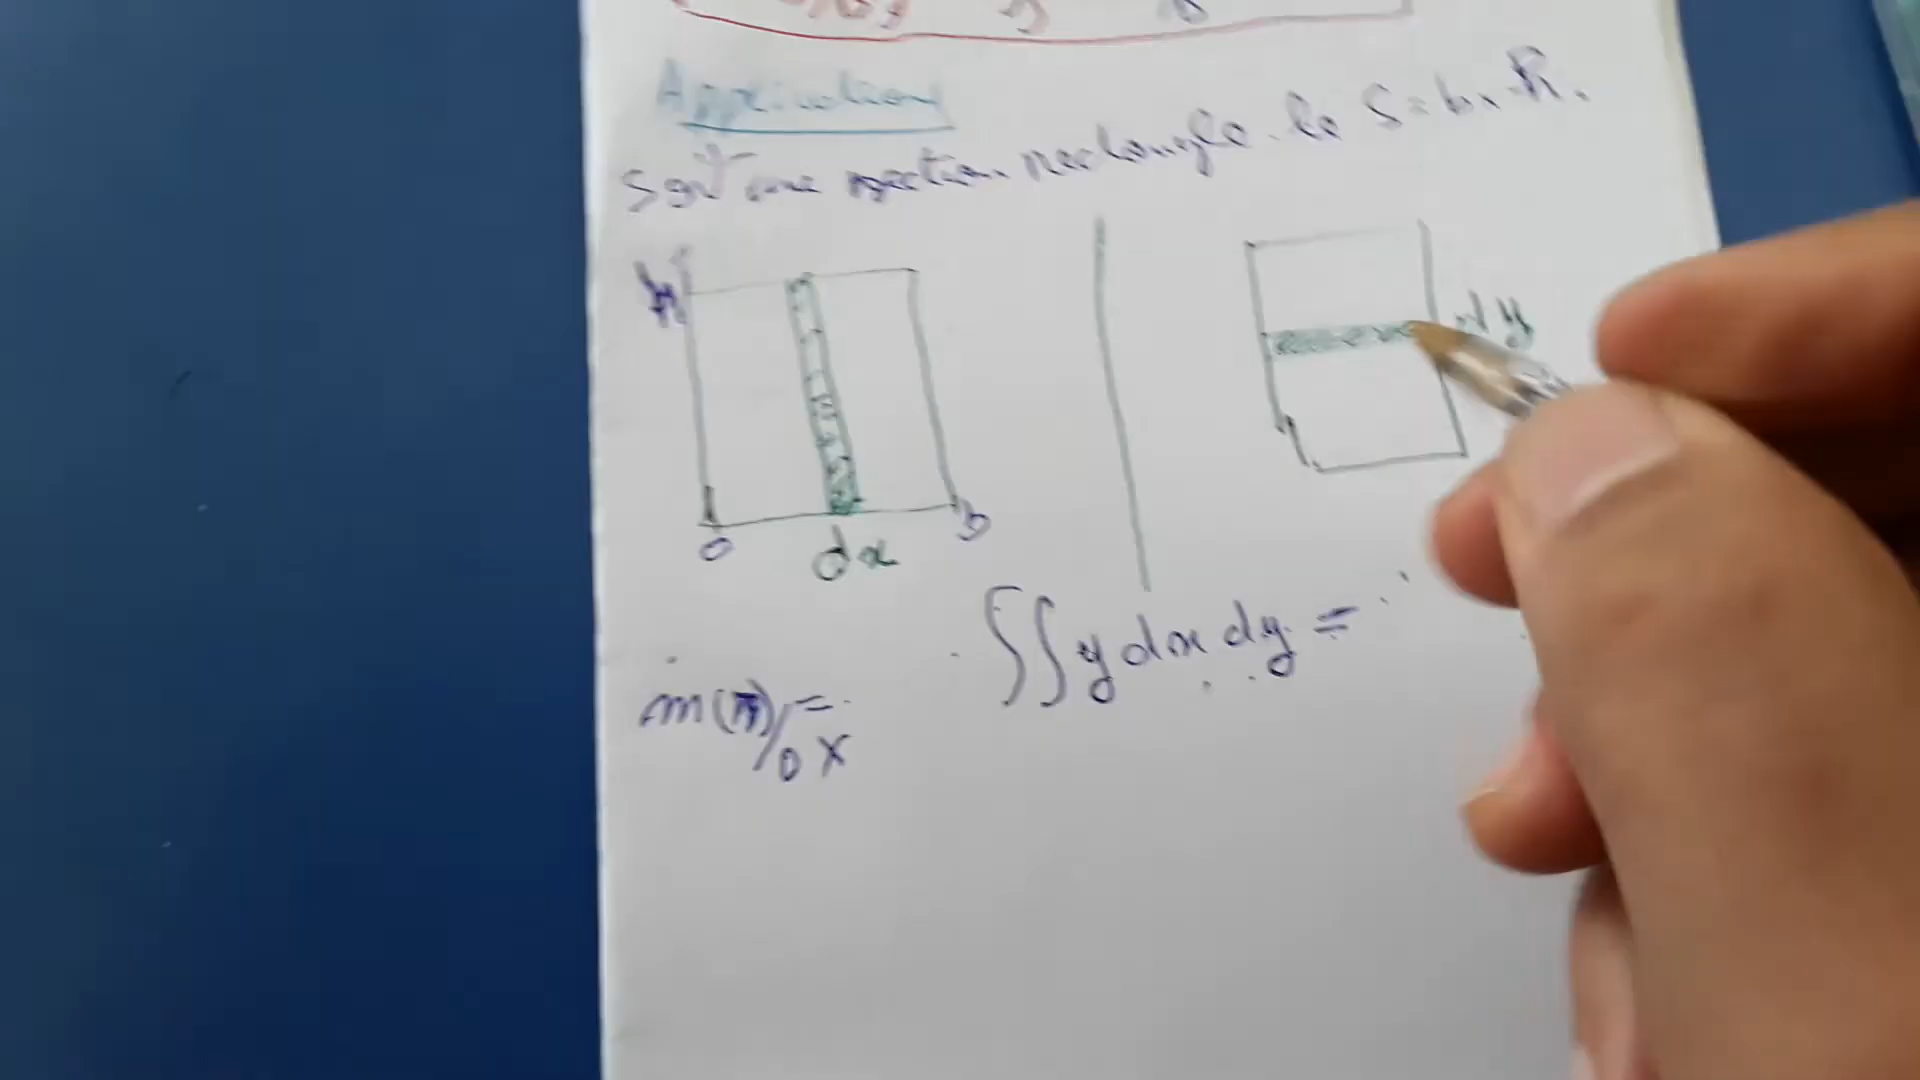 Application
Soit une section rectangle de S = b x h.
h
dy
0
b
dx
∫∫ y dx dy =
m(π)/0X =